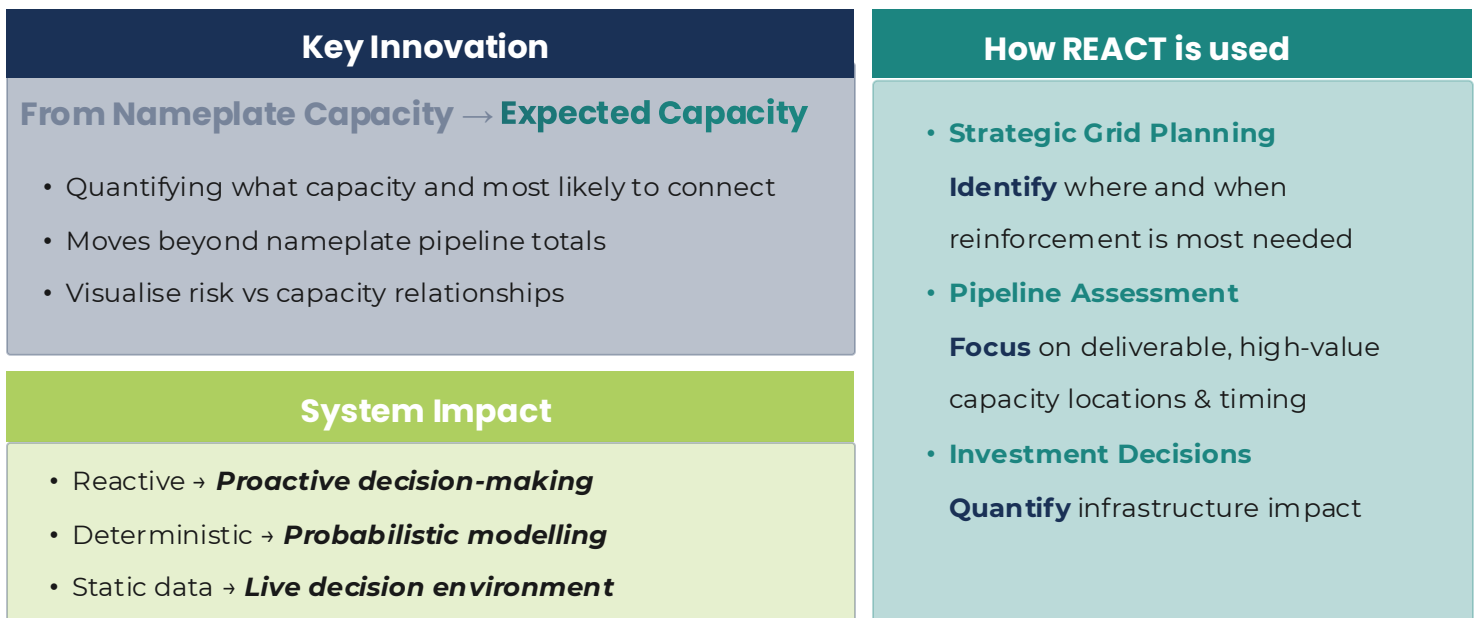 Key Innovation
From Nameplate Capacity → Expected Capacity
• Quantifying what capacity and most likely to connect
• Moves beyond nameplate pipeline totals
• Visualise risk vs capacity relationships
System Impact
• Reactive → Proactive decision-making
• Deterministic → Probabilistic modelling
• Static data → Live decision environment
How REACT is used
• Strategic Grid Planning
Identify where and when
reinforcement is most needed
• Pipeline Assessment
Focus on deliverable, high-value
capacity locations & timing
• Investment Decisions
Quantify infrastructure impact